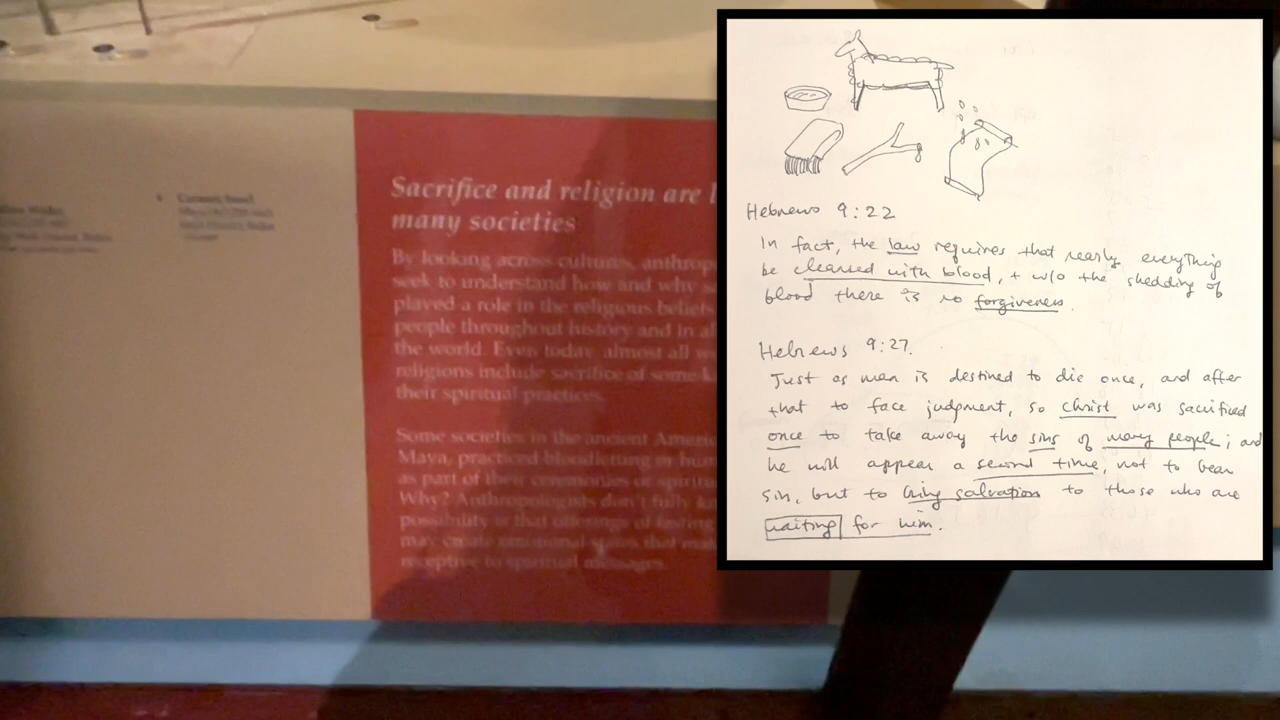 Sacrifice and religion are
many societies
By looking across cultures, anthrop
seek to understand how and why
played a role in the religious beliefs
people throughout history and in al
the world. Even today almost all
religions include sacrifice of some
their spiritual practices.
Some societies in the ancient Americ
Maya, practiced bloodletting or hum
as part of their ceremonies or
Why? Anthropologists don't fully
possibility is that offerings of
may create emotional states that
receptive to spiritual messages.
Hebrews 9:22
In fact, the law requires that nearly everything
be cleansed with blood, + w/o the shedding of
blood there is no forgiveness.
Hebrews 9:27.
Just as man is destined to die once, and after
that to face judgment, so Christ was sacrificed
once to take away the sins of many people; and
he will appear a second time, not to bear
sin, but to bring salvation to those who are
waiting for him.